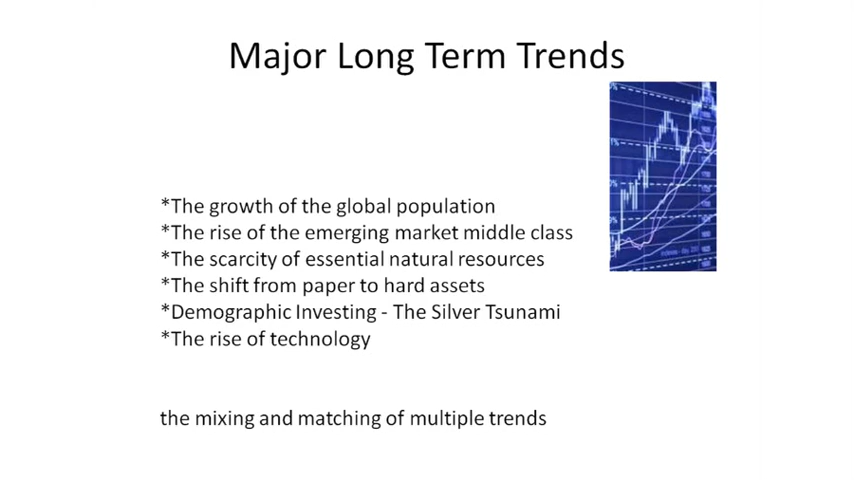 Major Long Term Trends
*The growth of the global population
*The rise of the emerging market middle class
*The scarcity of essential natural resources
*The shift from paper to hard assets
*Demographic Investing - The Silver Tsunami
*The rise of technology
the mixing and matching of multiple trends